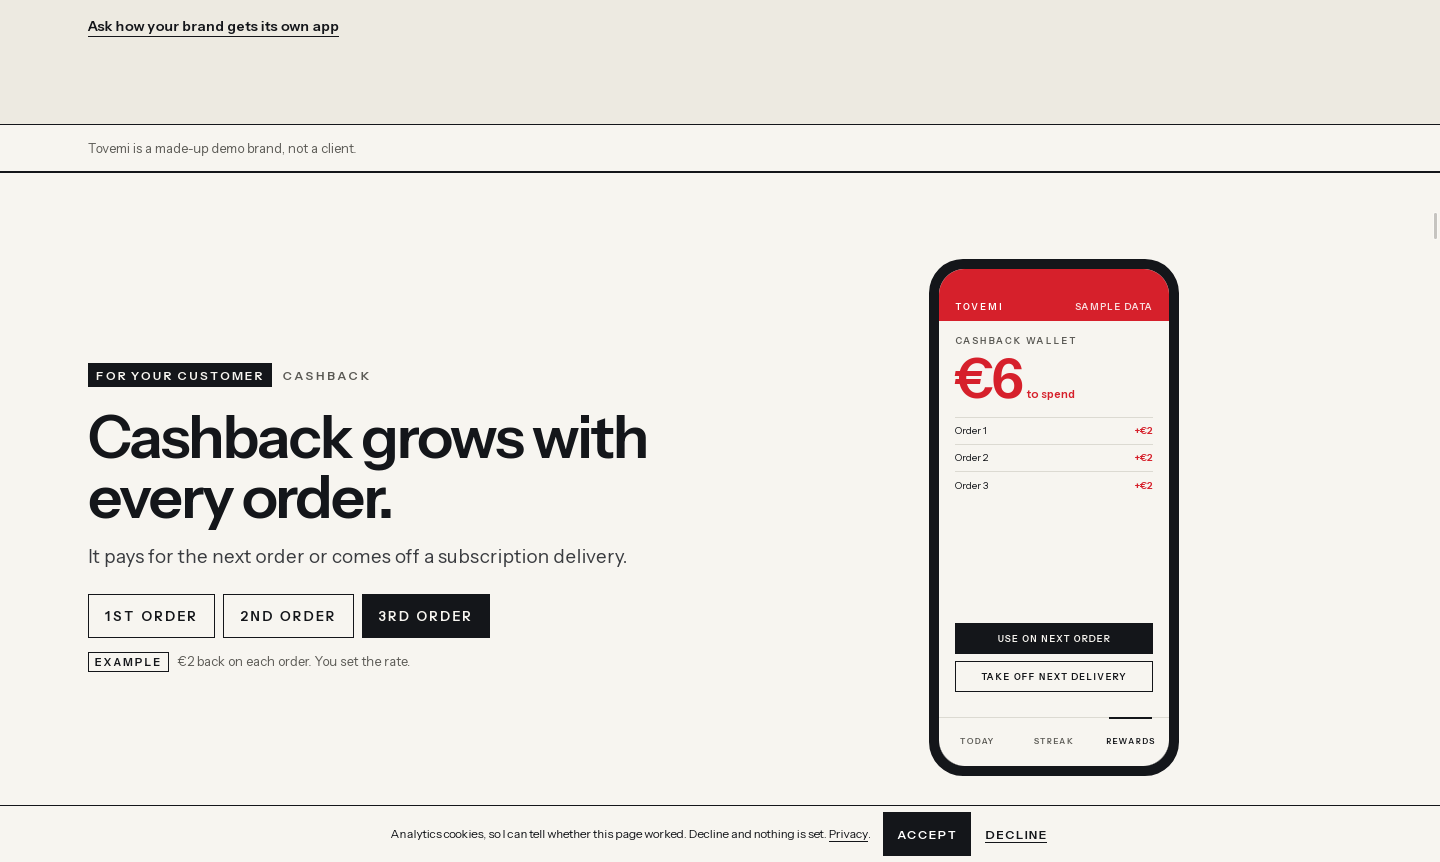 Ask how your brand gets its own app
Tovemi is a made-up demo brand, not a client.
FOR YOUR CUSTOMER CASHBACK
Cashback grows with
every order.
It pays for the next order or comes off a subscription delivery.
1ST ORDER 2ND ORDER 3RD ORDER
EXAMPLE €2 back on each order. You set the rate.
TOVEMI SAMPLE DATA
CASHBACK WALLET
€6 to spend
Order 1 +€2
Order 2 +€2
Order 3 +€2
USE ON NEXT ORDER
TAKE OFF NEXT DELIVERY
TODAY STREAK REWARDS
Analytics cookies, so I can tell whether this page worked. Decline and nothing is set. Privacy. ACCEPT DECLINE